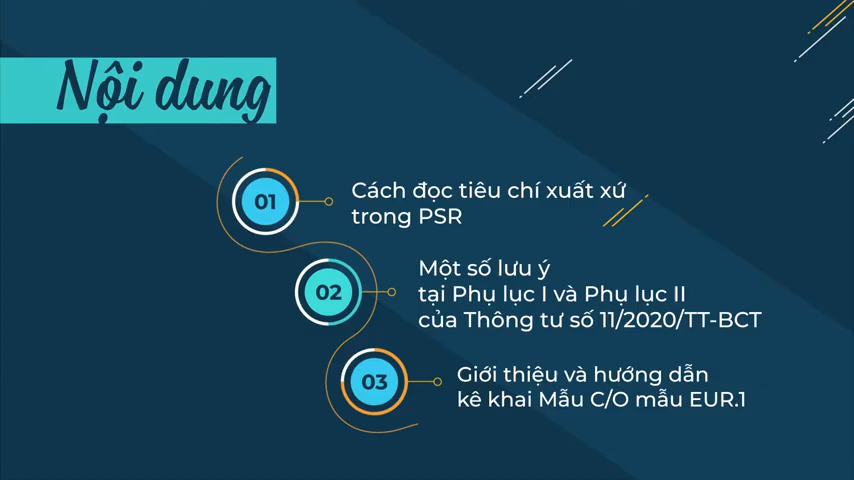 Nội dung
01
Cách đọc tiêu chí xuất xứ
trong PSR
02
Một số lưu ý
tại Phụ lục I và Phụ lục II
của Thông tư số 11/2020/TT-BCT
03
Giới thiệu và hướng dẫn
kê khai Mẫu C/O mẫu EUR.1